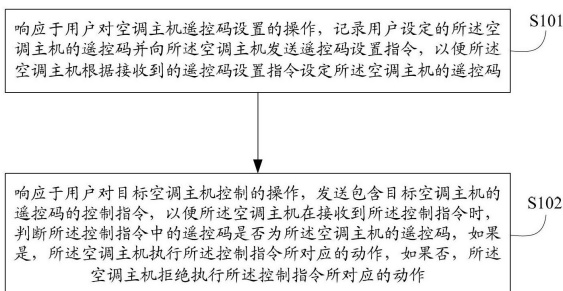 响应于用户对空调主机遥控码设置的操作，记录用户设定的所述空
调主机的遥控码并向所述空调主机发送遥控码设置指令，以便所述
空调主机根据接收到的遥控码设置指令设定所述空调主机的遥控码
S101
响应于用户对目标空调主机控制的操作，发送包含目标空调主机的
遥控码的控制指令，以便所述空调主机在接收到所述控制指令时，
判断所述控制指令中的遥控码是否为所述空调主机的遥控码，如果
是，所述空调主机执行所述控制指令所对应的动作，如果否，所述
空调主机拒绝执行所述控制指令所对应的动作
S102